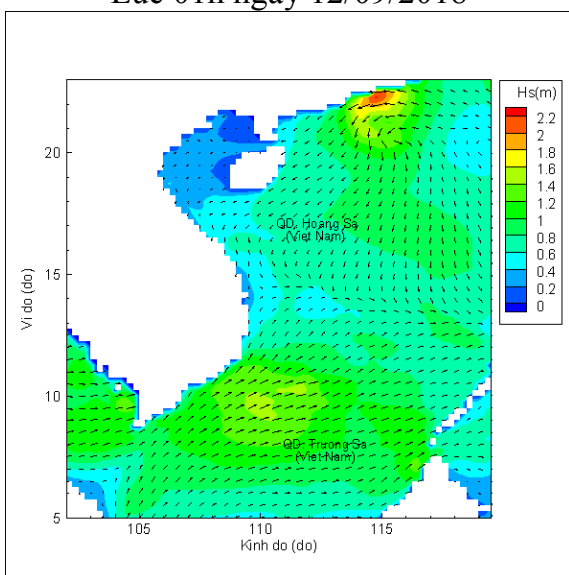 Lúc 01h ngày 12/09/2018
Hs(m)
2.2
2
1.8
1.6
1.4
1.2
1
0.8
0.6
0.4
0.2
0
QD. Hoang Sa
(Viet Nam)
QD. Truong Sa
(Viet Nam)
Vi do (do)
20
15
10
5
105
110
115
Kinh do (do)